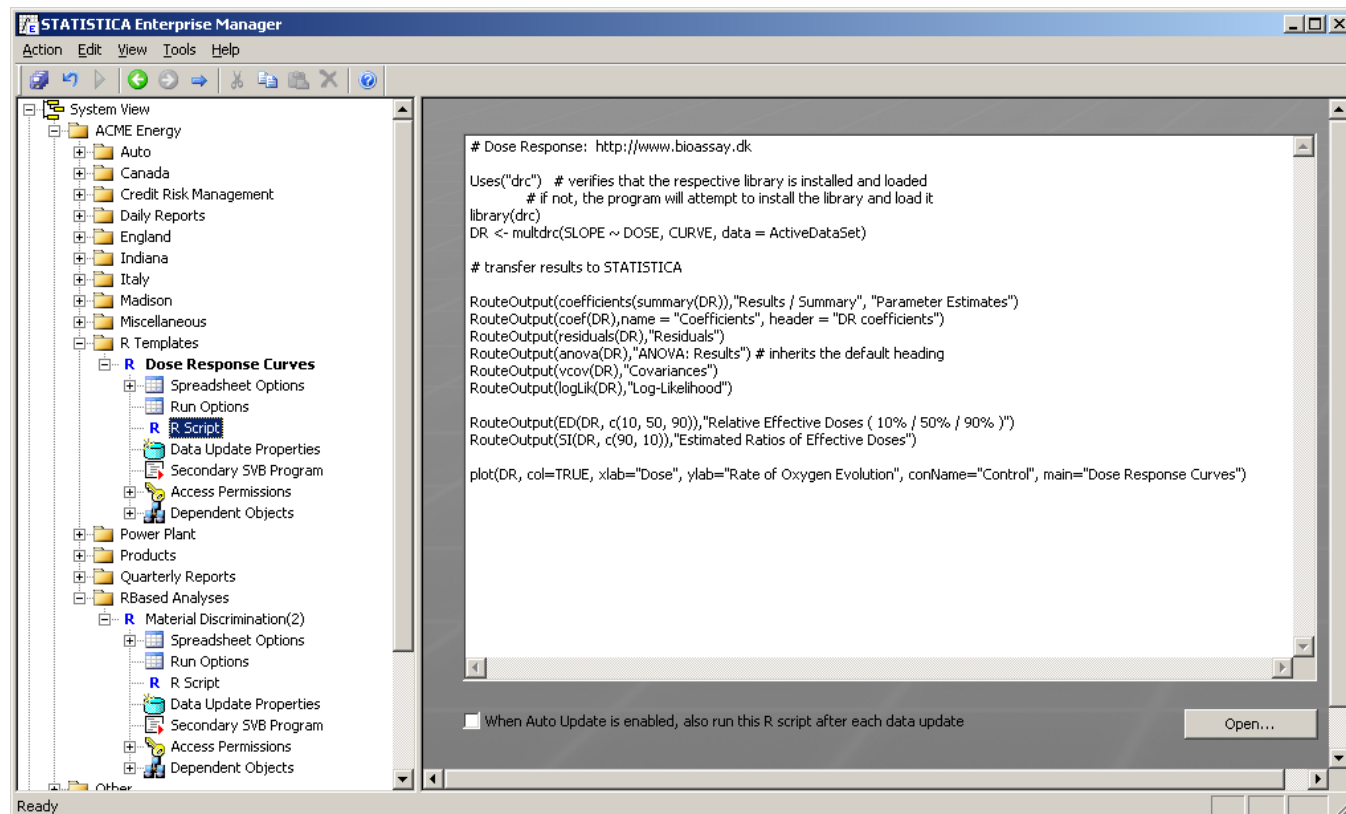 STATISTICA Enterprise Manager
Action Edit View Tools Help
System View
ACME Energy
Auto
Canada
Credit Risk Management
Daily Reports
England
Indiana
Italy
Madison
Miscellaneous
R Templates
R Dose Response Curves
Spreadsheet Options
Run Options
R R Script
Data Update Properties
Secondary SVB Program
Access Permissions
Dependent Objects
Power Plant
Products
Quarterly Reports
RBased Analyses
R Material Discrimination(2)
Spreadsheet Options
Run Options
R R Script
Data Update Properties
Secondary SVB Program
Access Permissions
Dependent Objects
Other
# Dose Response:  http://www.bioassay.dk
Uses("drc")   # verifies that the respective library is installed and loaded
# if not, the program will attempt to install the library and load it
library(drc)
DR <- multdrc(SLOPE ~ DOSE, CURVE, data = ActiveDataSet)
# transfer results to STATISTICA
RouteOutput(coefficients(summary(DR)),"Results / Summary", "Parameter Estimates")
RouteOutput(coef(DR),name = "Coefficients", header = "DR coefficients")
RouteOutput(residuals(DR),"Residuals")
RouteOutput(anova(DR),"ANOVA: Results") # inherits the default heading
RouteOutput(vcov(DR),"Covariances")
RouteOutput(logLik(DR),"Log-Likelihood")
RouteOutput(ED(DR, c(10, 50, 90)),"Relative Effective Doses ( 10% / 50% / 90% )")
RouteOutput(SI(DR, c(90, 10)),"Estimated Ratios of Effective Doses")
plot(DR, col=TRUE, xlab="Dose", ylab="Rate of Oxygen Evolution", conName="Control", main="Dose Response Curves")
When Auto Update is enabled, also run this R script after each data update
Open...
Ready